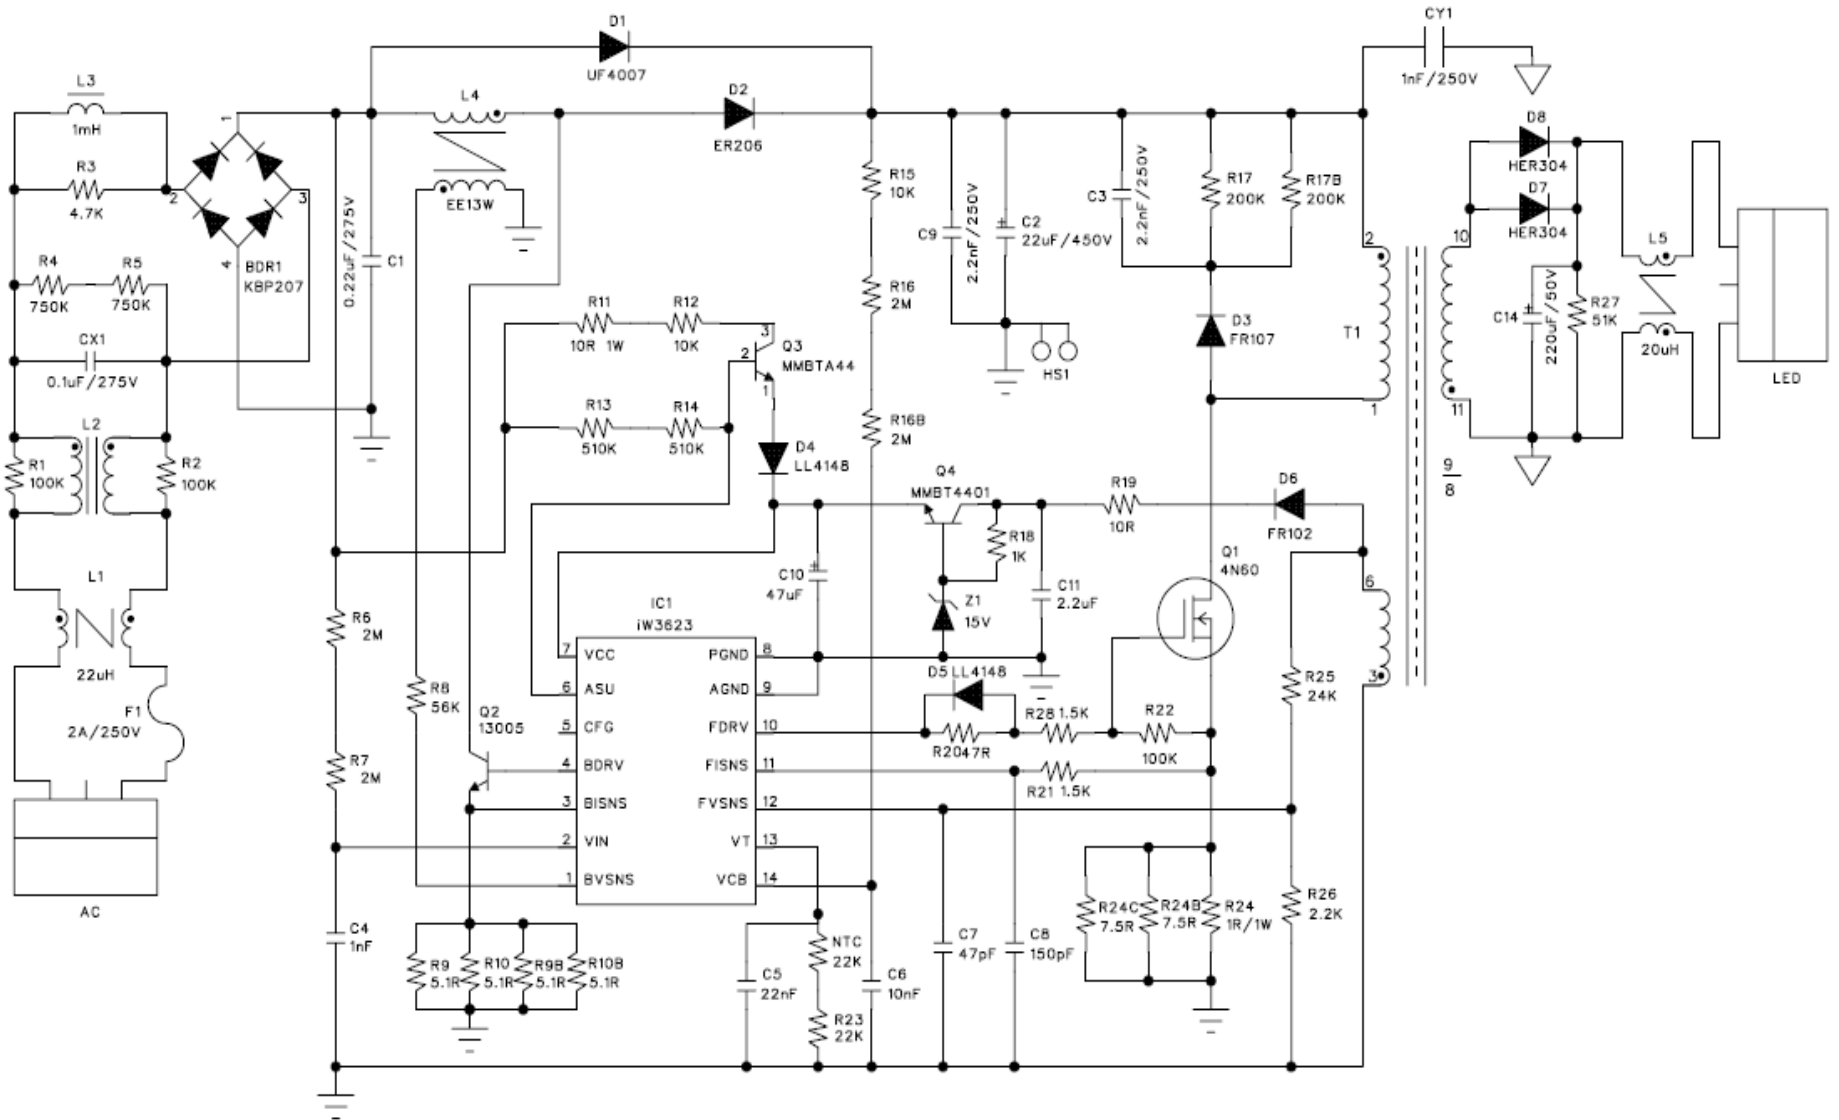 CY1
1nF/250V
D1
UF4007
L3
1mH
L4
EE13W
D2
ER206
1
2
3
4
BDR1
KBP207
R3
4.7K
R4
750K
R5
750K
CX1
0.1uF/275V
L2
R1
100K
R2
100K
L1
22uH
F1
2A/250V
AC
0.22uF/275V
C1
R15
10K
R16
2M
R16B
2M
C9
2.2nF/250V
C2
22uF/450V
HS1
C3
2.2nF/250V
R17
200K
R17B
200K
D3
FR107
T1
2
1
10
11
6
3
9
8
D8
HER304
D7
HER304
C14
220uF/50V
R27
51K
L5
20uH
LED
R11
10R 1W
R12
10K
3
2
1
Q3
MMBTA44
R13
510K
R14
510K
D4
LL4148
Q4
MMBT4401
R18
1K
R19
10R
D6
FR102
C10
47uF
Z1
15V
C11
2.2uF
Q1
4N60
R6
2M
R7
2M
R8
56K
Q2
13005
IC1
iW3623
7 VCC
6 ASU
5 CFG
4 BDRV
3 BISNS
2 VIN
1 BVSNS
PGND 8
AGND 9
FDRV 10
FISNS 11
FVSNS 12
VT 13
VCB 14
D5 LL4148
R20 47R
R28 1.5K
R22
100K
R21 1.5K
R25
24K
R26
2.2K
C4
1nF
R9
5.1R
R10
5.1R
R9B
5.1R
R10B
5.1R
C5
22nF
NTC
22K
R23
22K
C6
10nF
C7
47pF
C8
150pF
R24C
7.5R
R24B
7.5R
R24
1R/1W